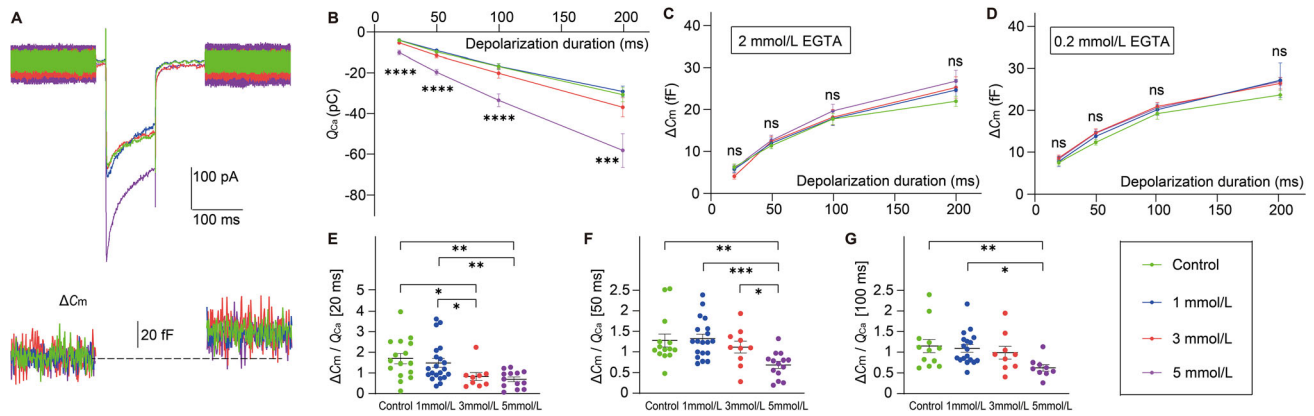 A
100 pA
100 ms
ΔCm
20 fF
B
0 50 100 150 200
Depolarization duration (ms)
0
-20
-40
-60
-80
QCa (pC)
****
****
****
***
C
2 mmol/L EGTA
40
30
20
10
0
ΔCm (fF)
ns
ns
ns
ns
Depolarization duration (ms)
0 50 100 150 200
D
0.2 mmol/L EGTA
40
30
20
10
0
ΔCm (fF)
ns
ns
ns
ns
Depolarization duration (ms)
0 50 100 150 200
E
**
**
*
*
5
4
3
2
1
0
ΔCm / QCa [20 ms]
Control 1mmol/L 3mmol/L 5mmol/L
F
**
***
*
2.5
2
1.5
1
0.5
0
ΔCm / QCa [50 ms]
Control 1mmol/L 3mmol/L 5mmol/L
G
**
*
2.5
2
1.5
1
0.5
0
ΔCm / QCa [100 ms]
Control 1mmol/L 3mmol/L 5mmol/L
Control
1 mmol/L
3 mmol/L
5 mmol/L